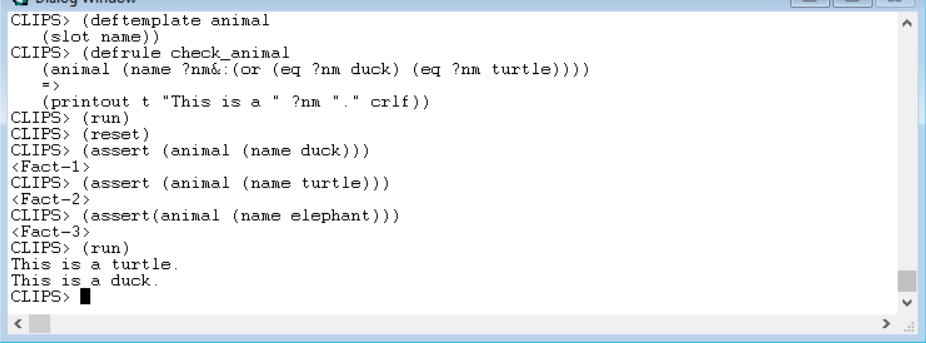 Dialog Window
CLIPS> (deftemplate animal
(slot name))
CLIPS> (defrule check_animal
(animal (name ?nm&:(or (eq ?nm duck) (eq ?nm turtle))))
=>
(printout t "This is a " ?nm "." crlf))
CLIPS> (run)
CLIPS> (reset)
CLIPS> (assert (animal (name duck)))
<Fact-1>
CLIPS> (assert (animal (name turtle)))
<Fact-2>
CLIPS> (assert(animal (name elephant)))
<Fact-3>
CLIPS> (run)
This is a turtle.
This is a duck.
CLIPS>